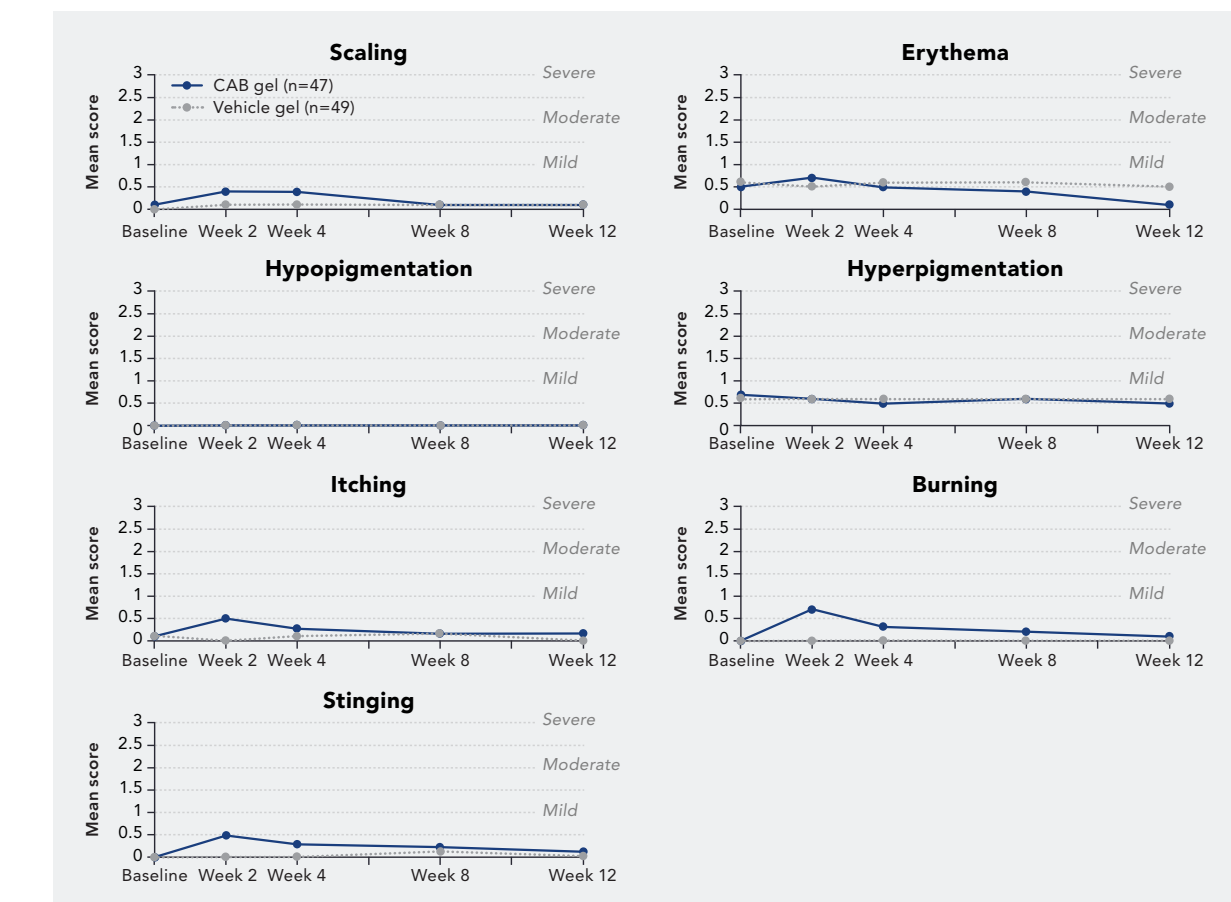 Scaling
Mean score
3
2.5
2
1.5
1
0.5
0
CAB gel (n=47)
Vehicle gel (n=49)
Severe
Moderate
Mild
Baseline Week 2 Week 4 Week 8 Week 12
Erythema
Mean score
3
2.5
2
1.5
1
0.5
0
Severe
Moderate
Mild
Baseline Week 2 Week 4 Week 8 Week 12
Hypopigmentation
Mean score
3
2.5
2
1.5
1
0.5
0
Severe
Moderate
Mild
Baseline Week 2 Week 4 Week 8 Week 12
Hyperpigmentation
Mean score
3
2.5
2
1.5
1
0.5
0
Severe
Moderate
Mild
Baseline Week 2 Week 4 Week 8 Week 12
Itching
Mean score
3
2.5
2
1.5
1
0.5
0
Severe
Moderate
Mild
Baseline Week 2 Week 4 Week 8 Week 12
Burning
Mean score
3
2.5
2
1.5
1
0.5
0
Severe
Moderate
Mild
Baseline Week 2 Week 4 Week 8 Week 12
Stinging
Mean score
3
2.5
2
1.5
1
0.5
0
Severe
Moderate
Mild
Baseline Week 2 Week 4 Week 8 Week 12